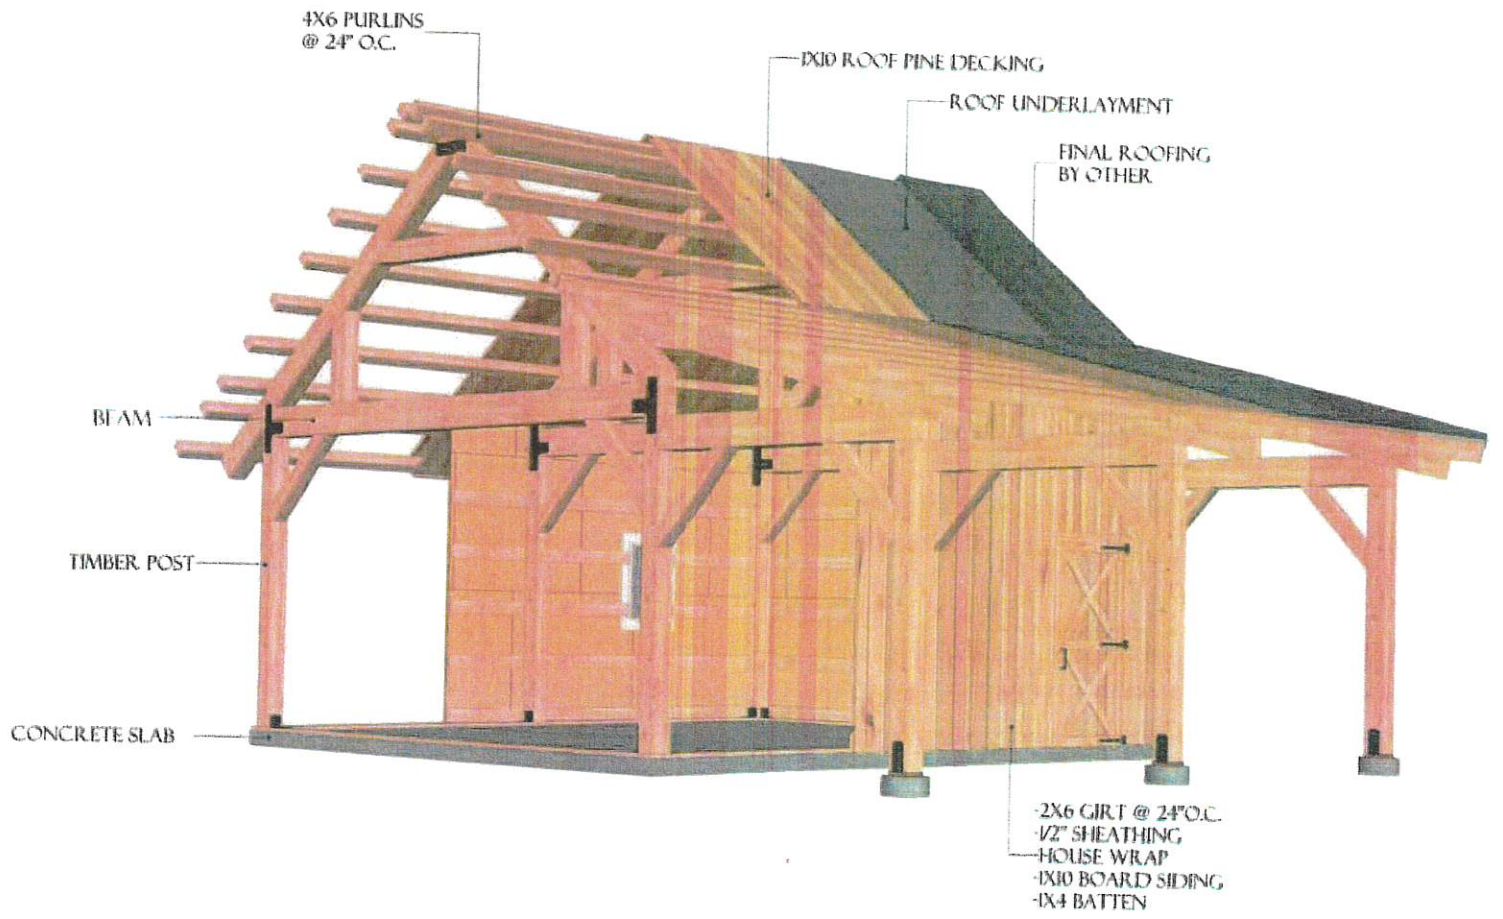 4X6 PURLINS
@ 24" O.C.
1X10 ROOF PINE DECKING
ROOF UNDERLAYMENT
FINAL ROOFING
BY OTHER
BEAM
TIMBER POST
CONCRETE SLAB
-2X6 GIRT @ 24"O.C.
-1/2" SHEATHING
-HOUSE WRAP
-1X10 BOARD SIDING
-1X4 BATTEN